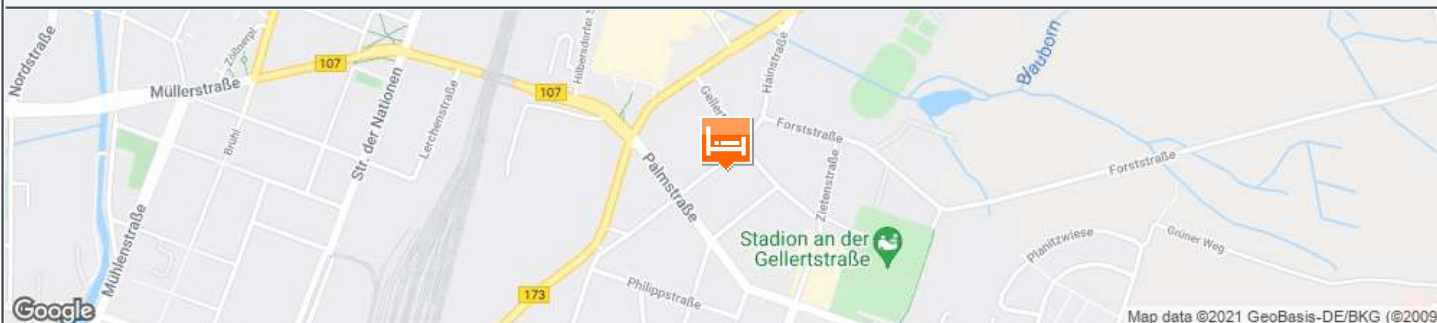 Nordstraße
Zöllnerpl.
107
Müllerstraße
Brühl
Str. der Nationen
Lerchenstraße
Mühlenstraße
Hilbersdorfer S
107
Gellert
Hainstraße
Blauborn
Forststraße
Forststraße
Palmstraße
Zietenstraße
Stadion an der
Gellertstraße
Planitzwiese
Grüner Weg
173
Philippstraße
Google
Map data ©2021 GeoBasis-DE/BKG (©2009